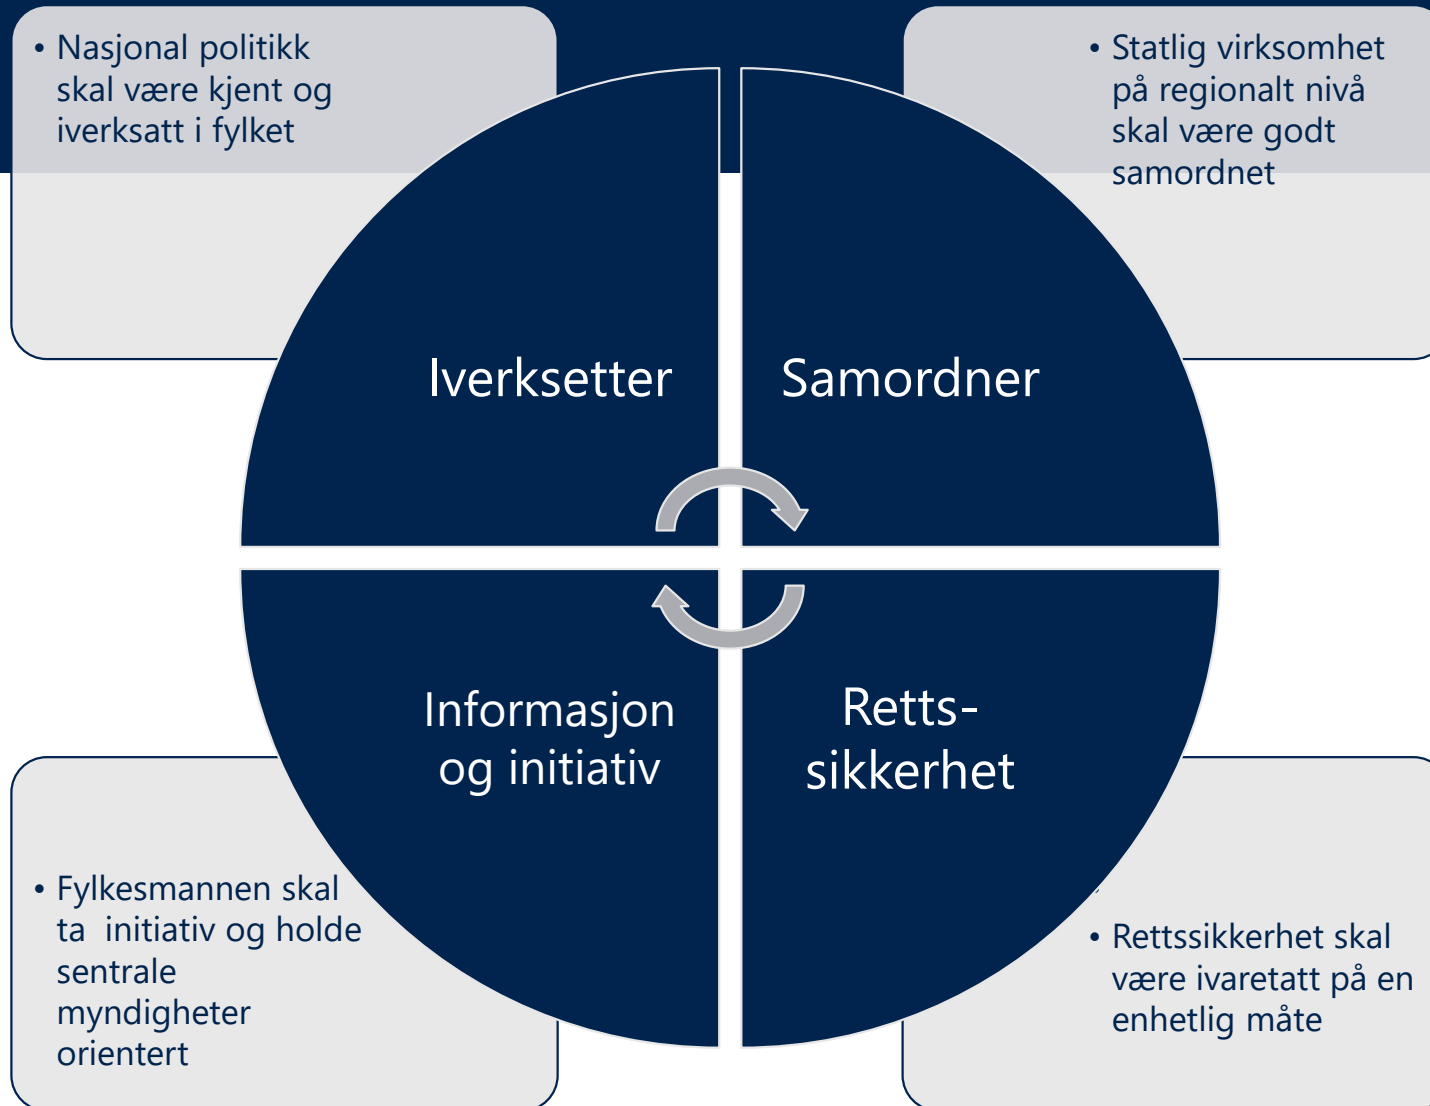 • Nasjonal politikk
skal være kjent og
iverksatt i fylket
• Statlig virksomhet
på regionalt nivå
skal være godt
samordnet
Iverksetter
Samordner
Informasjon
og initiativ
Retts-
sikkerhet
• Fylkesmannen skal
ta  initiativ og holde
sentrale
myndigheter
orientert
• Rettssikkerhet skal
være ivaretatt på en
enhetlig måte